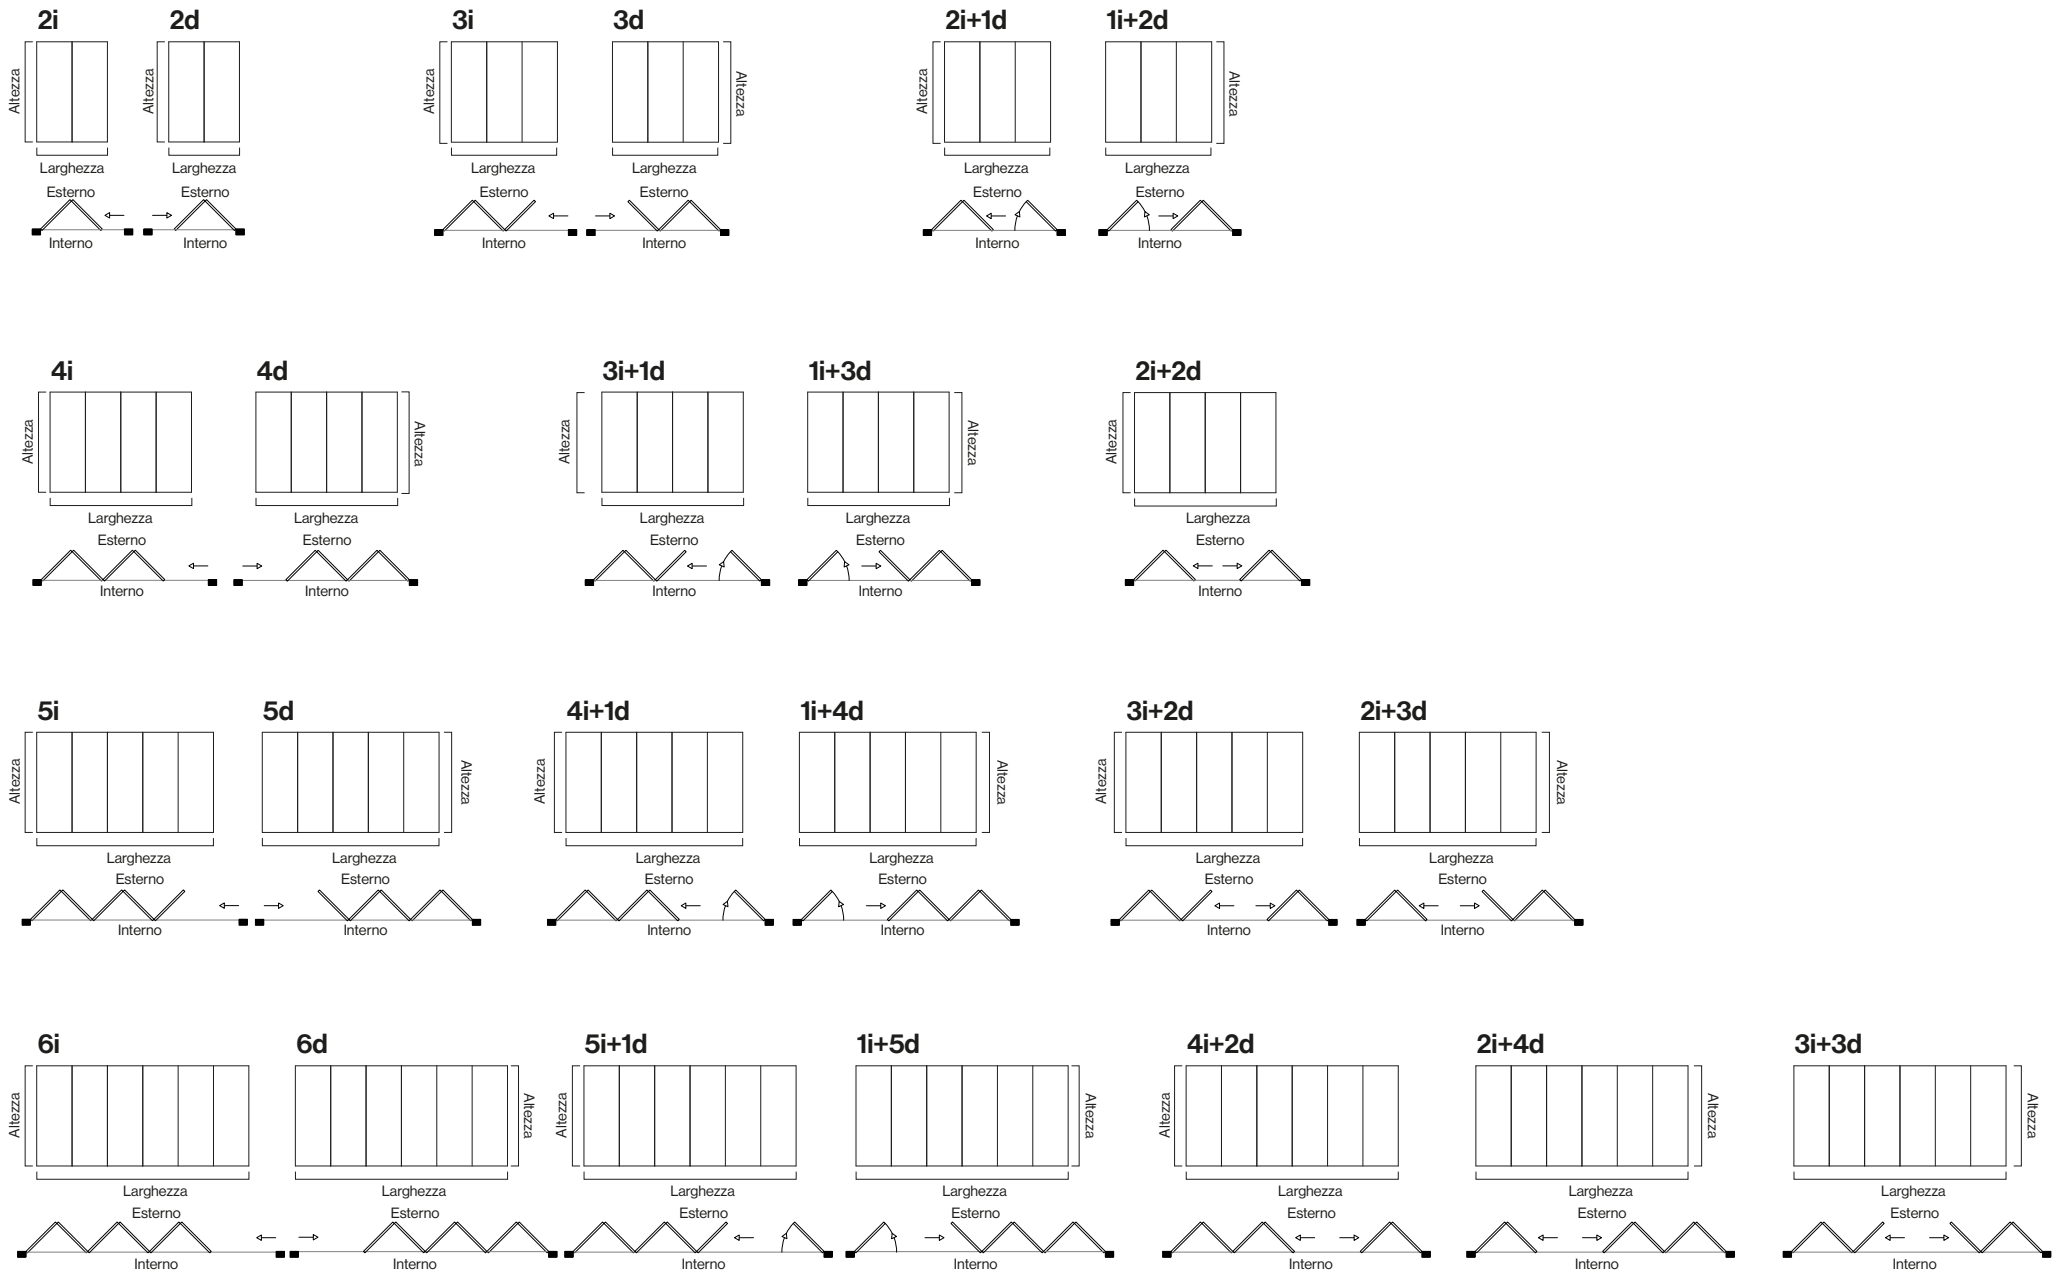 2i 2d 3i 3d 2i+1d 1i+2d
Altezza Altezza Altezza Altezza Altezza Altezza
Larghezza Larghezza Larghezza Larghezza Larghezza Larghezza
Esterno Esterno Esterno Esterno Esterno Esterno
Interno Interno Interno Interno Interno Interno
4i 4d 3i+1d 1i+3d 2i+2d
Altezza Altezza Altezza Altezza Altezza
Larghezza Larghezza Larghezza Larghezza Larghezza
Esterno Esterno Esterno Esterno Esterno
Interno Interno Interno Interno Interno
5i 5d 4i+1d 1i+4d 3i+2d 2i+3d
Altezza Altezza Altezza Altezza Altezza Altezza
Larghezza Larghezza Larghezza Larghezza Larghezza Larghezza
Esterno Esterno Esterno Esterno Esterno Esterno
Interno Interno Interno Interno Interno Interno
6i 6d 5i+1d 1i+5d 4i+2d 2i+4d 3i+3d
Altezza Altezza Altezza Altezza Altezza Altezza Altezza
Larghezza Larghezza Larghezza Larghezza Larghezza Larghezza Larghezza
Esterno Esterno Esterno Esterno Esterno Esterno Esterno
Interno Interno Interno Interno Interno Interno Interno